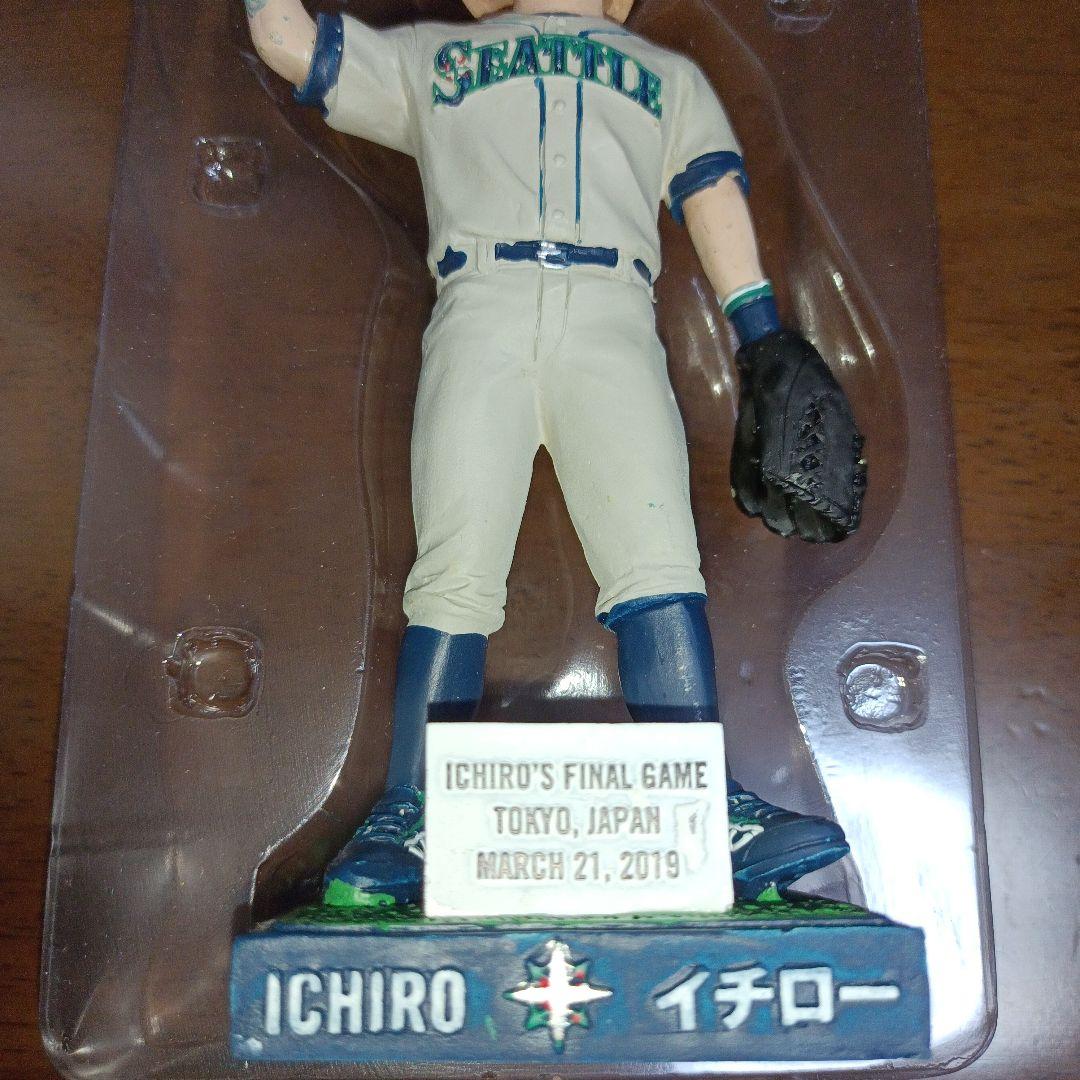 SEATTLE
ICHIRO'S FINAL GAME
TOKYO, JAPAN
MARCH 21, 2019
ICHIRO イチロー